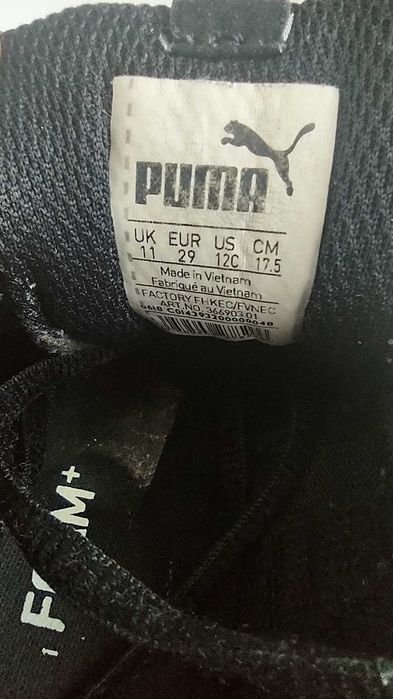 PUMA
UK EUR US CM
11 29 12C 17.5
Made in Vietnam
Fabriqué au Vietnam
FACTORY FHKEC/FVNEC
ART.NO. 366903 01